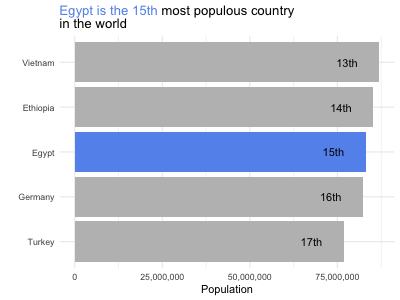 Egypt is the 15th most populous country
in the world
Vietnam
13th
Ethiopia
14th
Egypt
15th
Germany
16th
Turkey
17th
0
25,000,000
50,000,000
75,000,000
Population